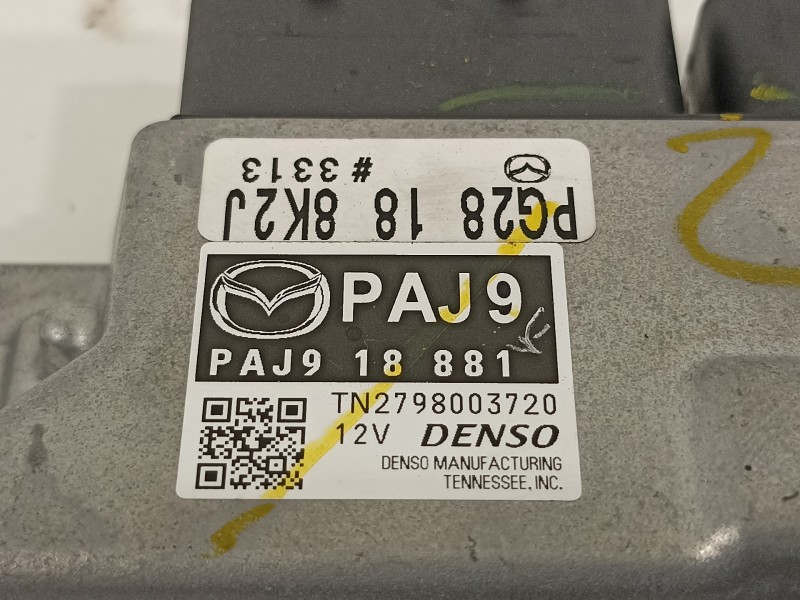 # 3313
PG28 18 8K2J
PAJ9
PAJ9 18 881
TN2798003720
12V DENSO
DENSO MANUFACTURING
TENNESSEE, INC.